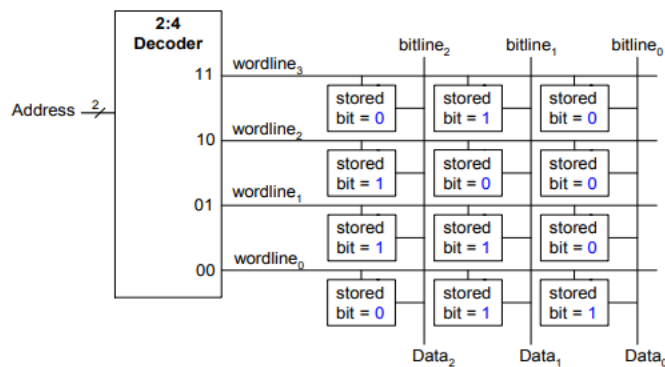 2:4
Decoder
bitline₂ bitline₁ bitline₀
wordline₃
11
Address 2
stored bit = 0 stored bit = 1 stored bit = 0
wordline₂
10
stored bit = 1 stored bit = 0 stored bit = 0
wordline₁
01
stored bit = 1 stored bit = 1 stored bit = 0
wordline₀
00
stored bit = 0 stored bit = 1 stored bit = 1
Data₂ Data₁ Data₀